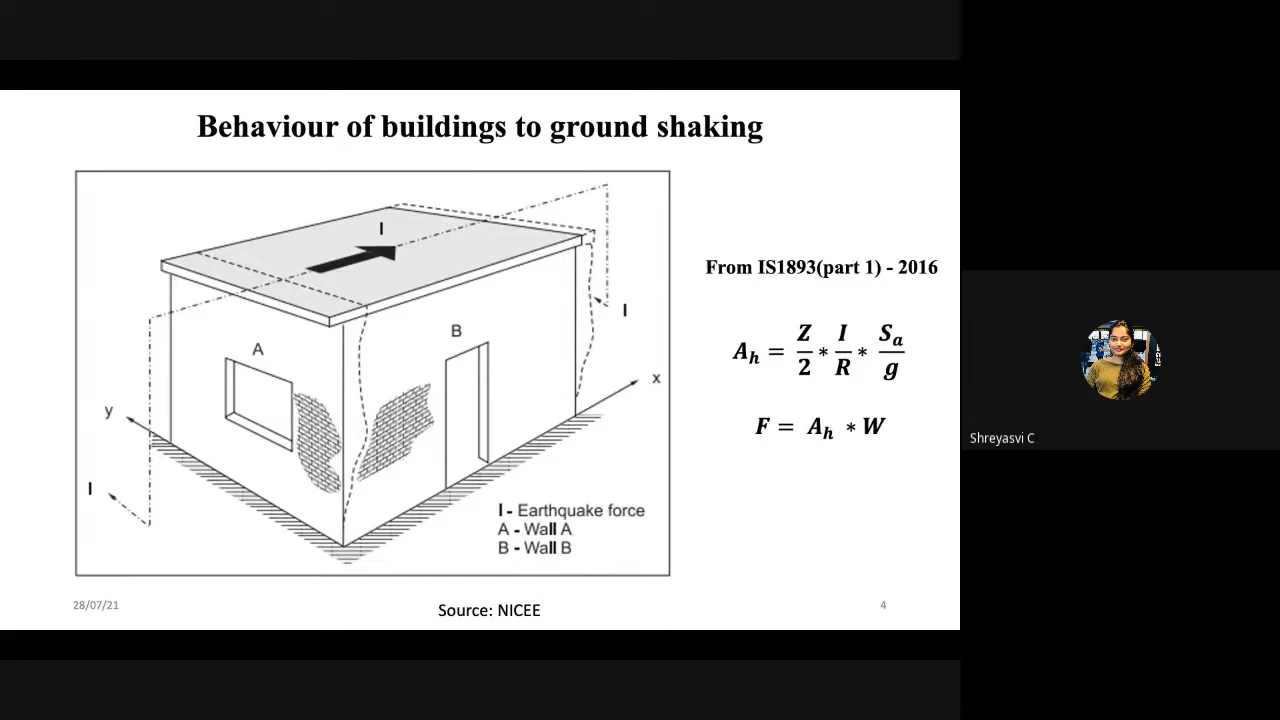 Behaviour of buildings to ground shaking
I
I
A
B
x
y
I
I - Earthquake force
A - Wall A
B - Wall B
From IS1893(part 1) - 2016
A_h = Z/2 * I/R * S_a/g
F = A_h * W
28/07/21
Source: NICEE
4
Shreyasvi C